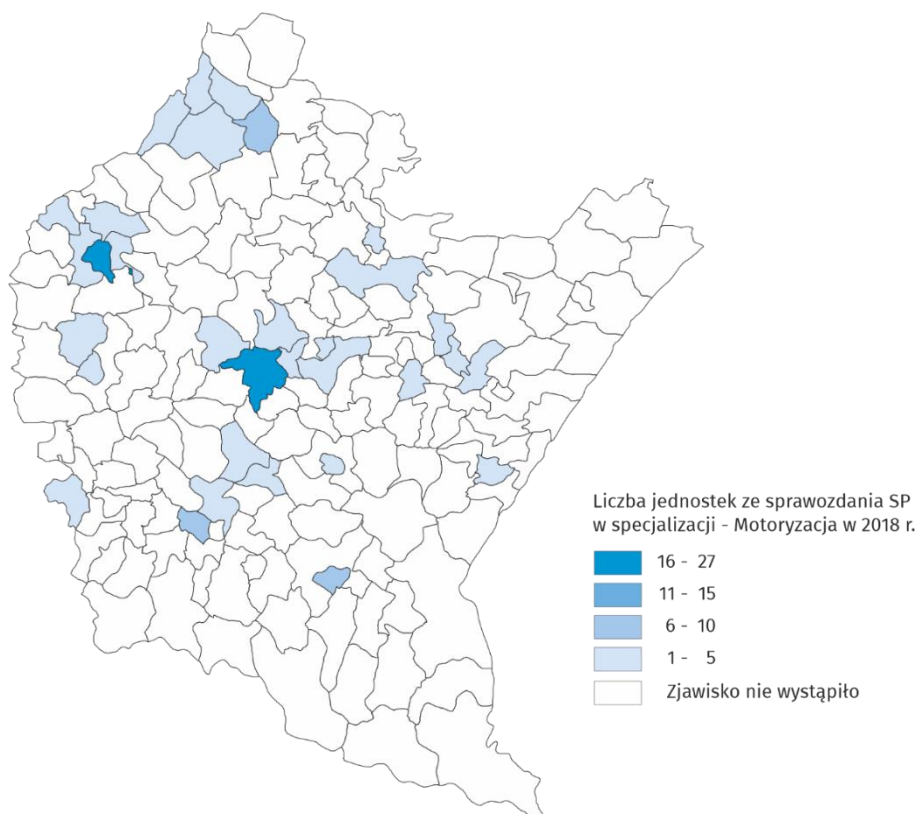 Liczba jednostek ze sprawozdania SP
w specjalizacji - Motoryzacja w 2018 r.
16 - 27
11 - 15
6 - 10
1 - 5
Zjawisko nie wystąpiło